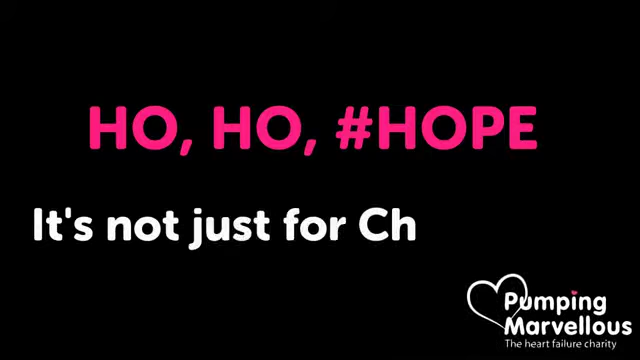 HO, HO, #HOPE
It's not just for Ch
Pumping
Marvellous
The heart failure charity